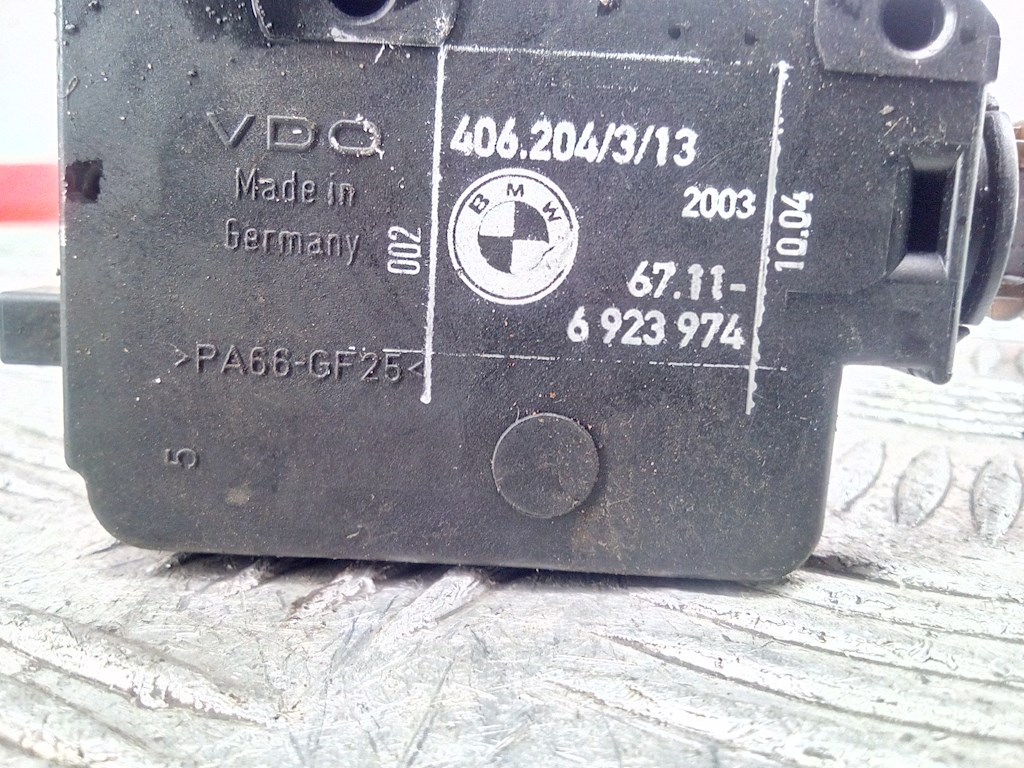 VDO
Made in
Germany
>PA66-GF25<
5
002
406.204/3/13
BMW
2003
67.11-
6 923 974
10.04